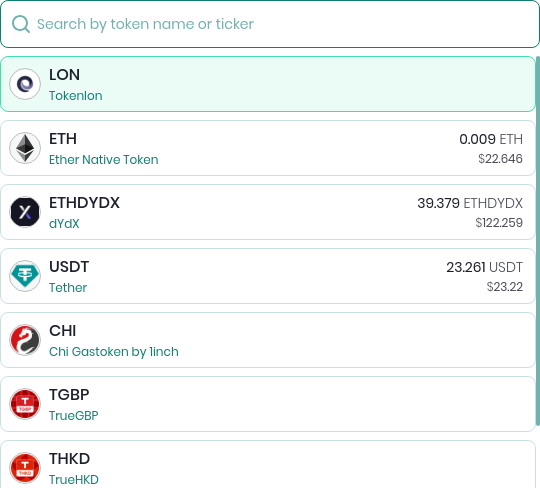 Search by token name or ticker
LON
Tokenlon
ETH
0.009 ETH
Ether Native Token
$22.646
ETHDYDX
39.379 ETHDYDX
dYdX
$122.259
USDT
23.261 USDT
Tether
$23.22
CHI
Chi Gastoken by 1inch
TGBP
TGBP
TrueGBP
THKD
THKD
TrueHKD